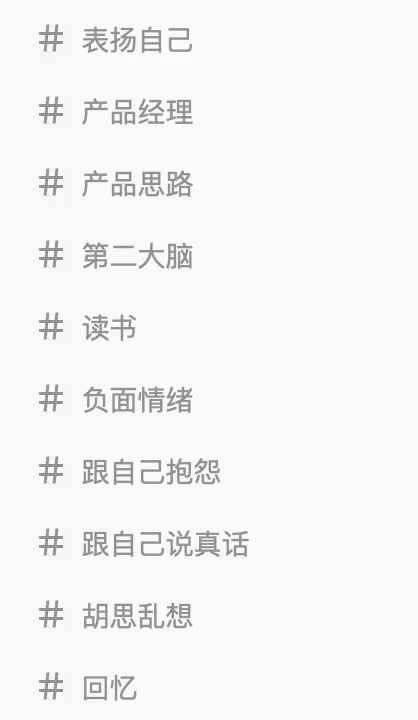 # 表扬自己
# 产品经理
# 产品思路
# 第二大脑
# 读书
# 负面情绪
# 跟自己抱怨
# 跟自己说真话
# 胡思乱想
# 回忆